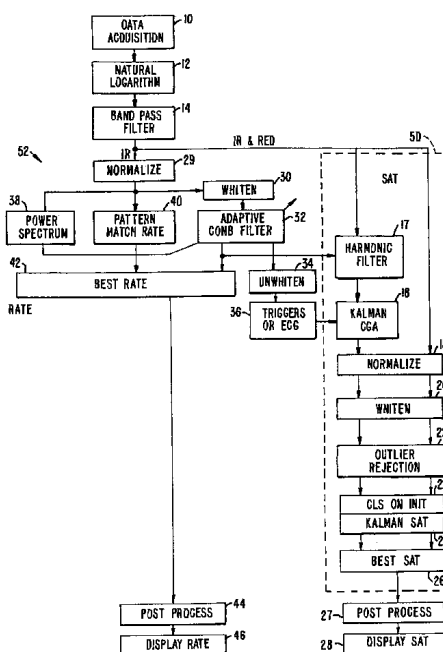 DATA ACQUISITION
10
NATURAL LOGARITHM
12
BAND PASS FILTER
14
IR & RED
50
52
IR
NORMALIZE
29
WHITEN
30
SAT
38
POWER SPECTRUM
40
PATTERN MATCH RATE
ADAPTIVE COMB FILTER
32
17
HARMONIC FILTER
42
BEST RATE
RATE
UNWHITEN
34
36
TRIGGERS OR ECG
18
KALMAN CGA
NORMALIZE
WHITEN
OUTLIER REJECTION
CLS ON INIT
KALMAN SAT
BEST SAT
26
POST PROCESS
44
DISPLAY RATE
46
27
POST PROCESS
28
DISPLAY SAT